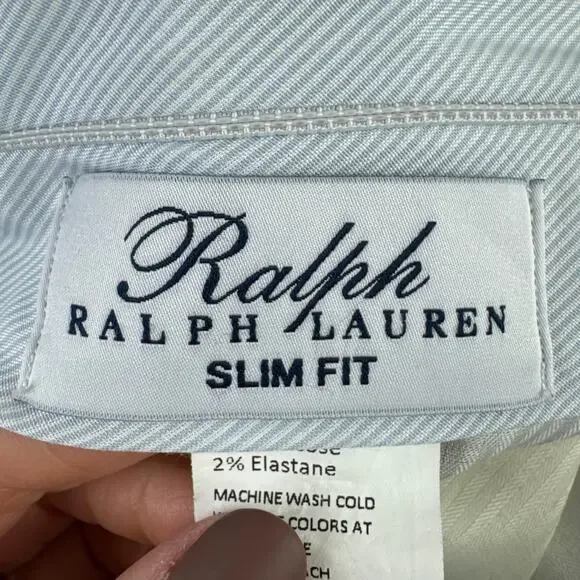 Ralph
RALPH LAUREN
SLIM FIT
2% Elastane
MACHINE WASH COLD
COLORS AT